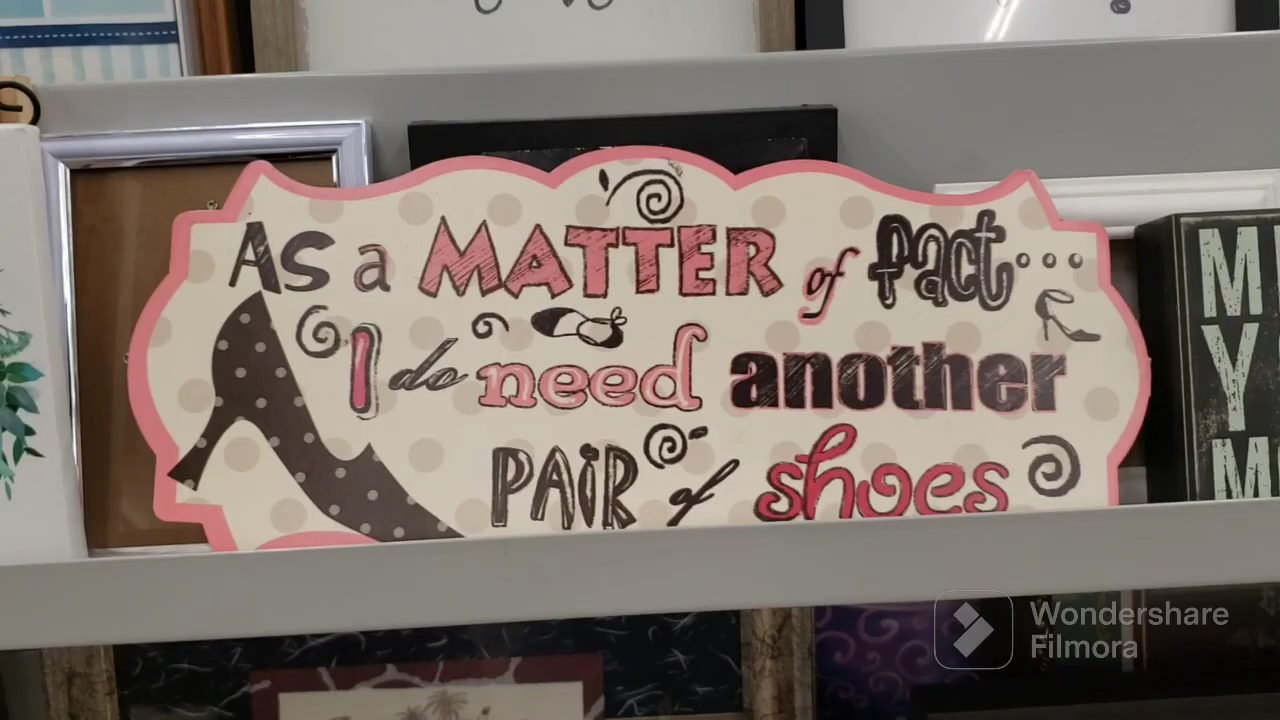 As a MATTER of fact...
I do need another
PAiR of shoes
M
Y
M
Wondershare
Filmora